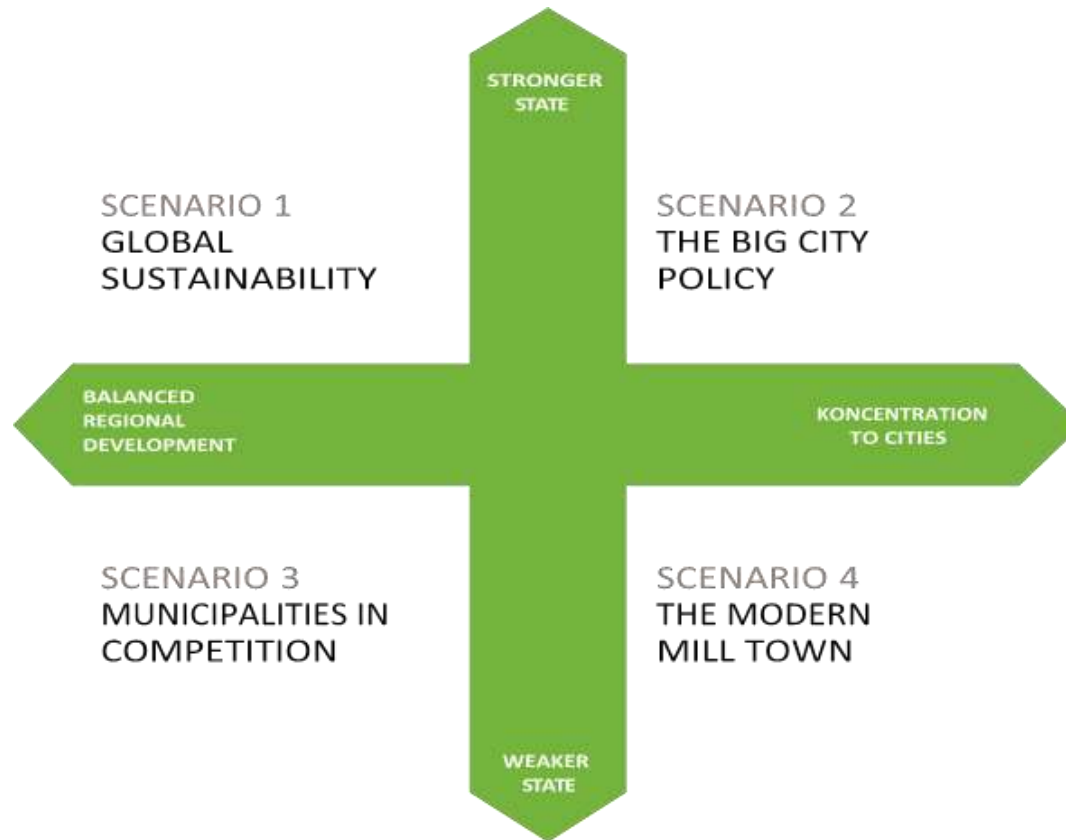 STRONGER
STATE
SCENARIO 1
GLOBAL
SUSTAINABILITY
SCENARIO 2
THE BIG CITY
POLICY
BALANCED
REGIONAL
DEVELOPMENT
KONCENTRATION
TO CITIES
SCENARIO 3
MUNICIPALITIES IN
COMPETITION
SCENARIO 4
THE MODERN
MILL TOWN
WEAKER
STATE